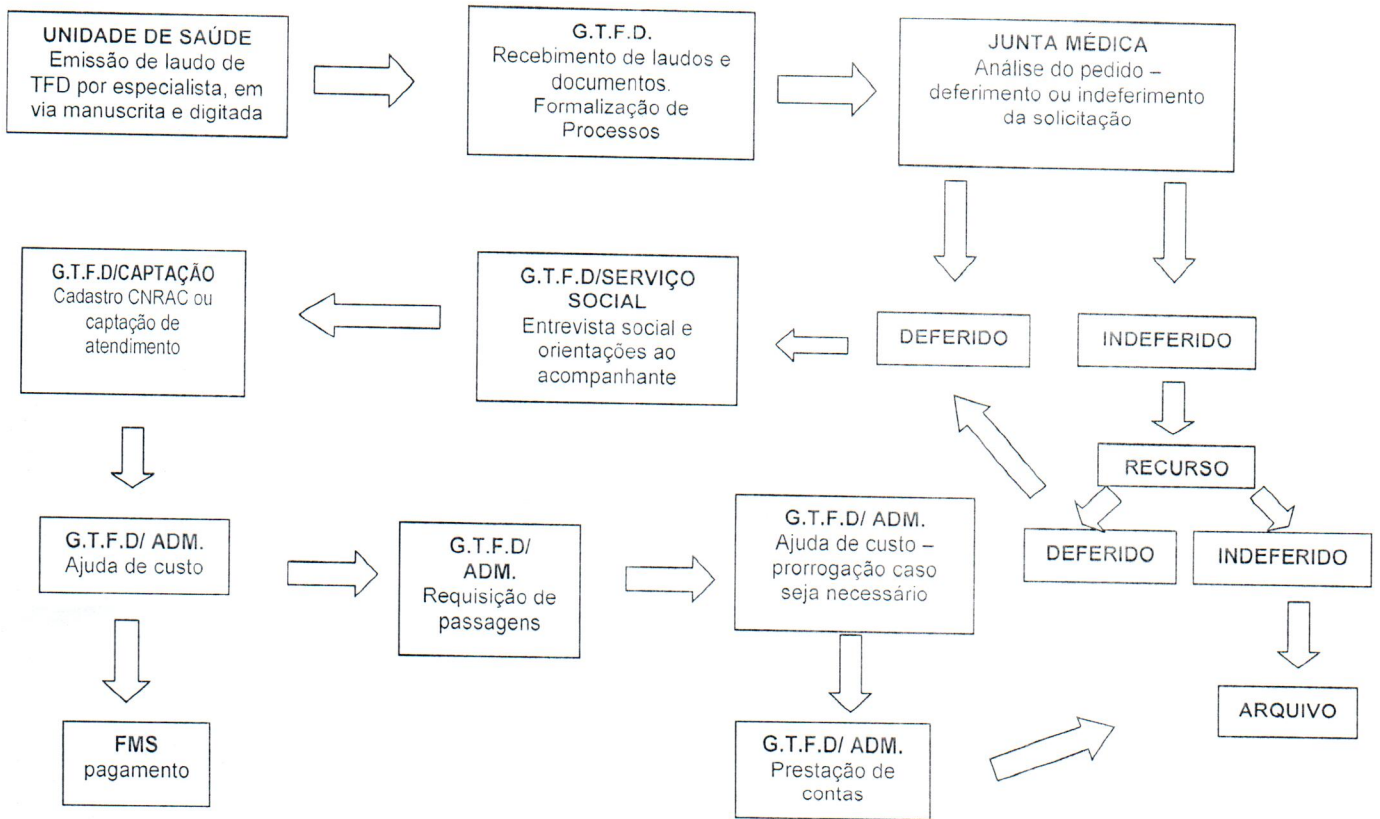 UNIDADE DE SAÚDE
Emissão de laudo de
TFD por especialista, em
via manuscrita e digitada
G.T.F.D.
Recebimento de laudos e
documentos.
Formalização de
Processos
JUNTA MÉDICA
Análise do pedido –
deferimento ou indeferimento
da solicitação
G.T.F.D/CAPTAÇÃO
Cadastro CNRAC ou
captação de
atendimento
G.T.F.D/SERVIÇO
SOCIAL
Entrevista social e
orientações ao
acompanhante
DEFERIDO
INDEFERIDO
RECURSO
DEFERIDO
INDEFERIDO
G.T.F.D/ ADM.
Ajuda de custo
G.T.F.D/
ADM.
Requisição de
passagens
G.T.F.D/ ADM.
Ajuda de custo –
prorrogação caso
seja necessário
ARQUIVO
FMS
pagamento
G.T.F.D/ ADM.
Prestação de
contas